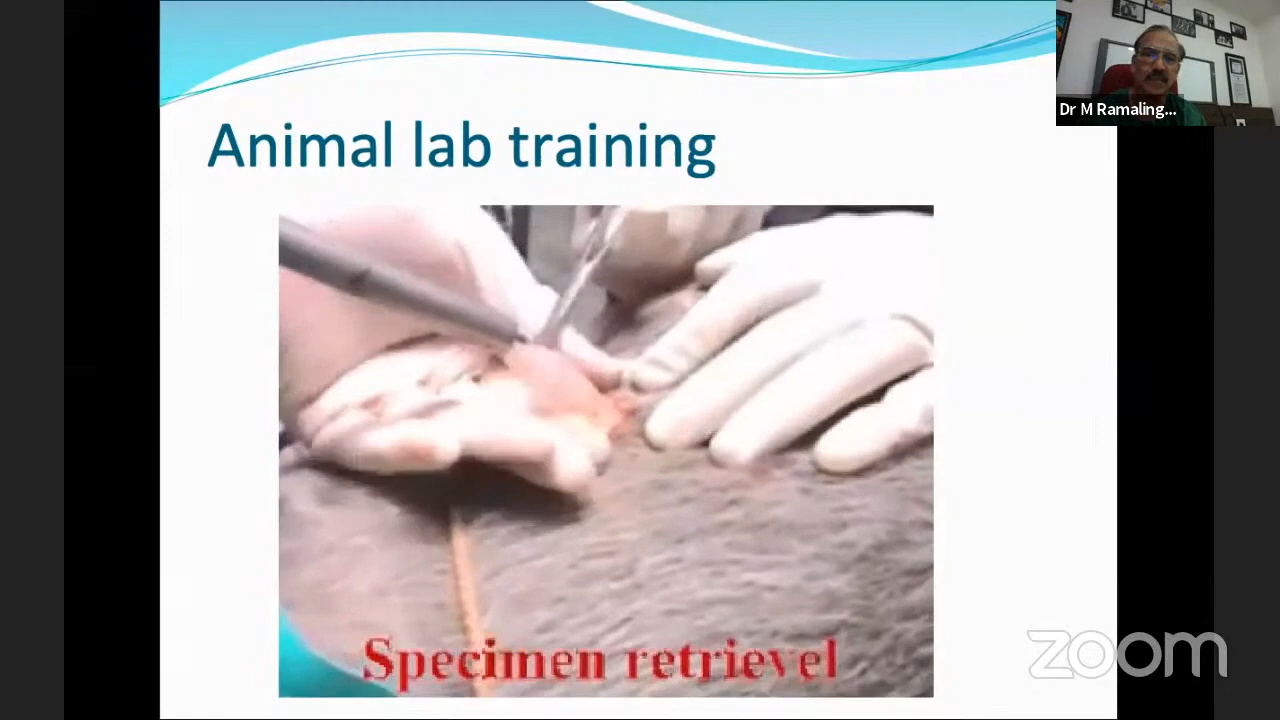 Dr M Ramaling...
Animal lab training
Specimen retrievel
zoom